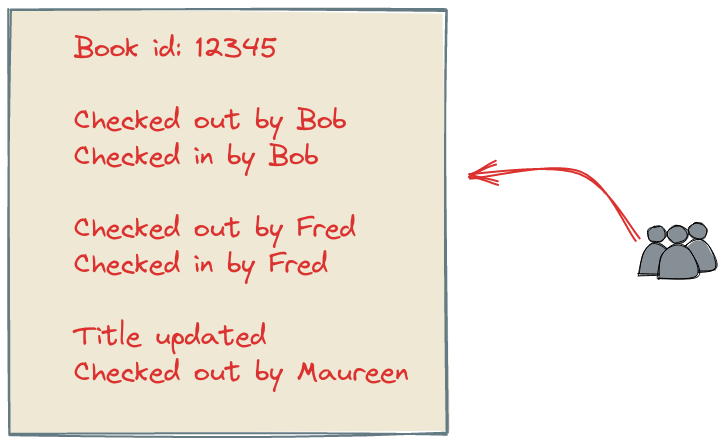 Book id: 12345
Checked out by Bob
Checked in by Bob
Checked out by Fred
Checked in by Fred
Title updated
Checked out by Maureen